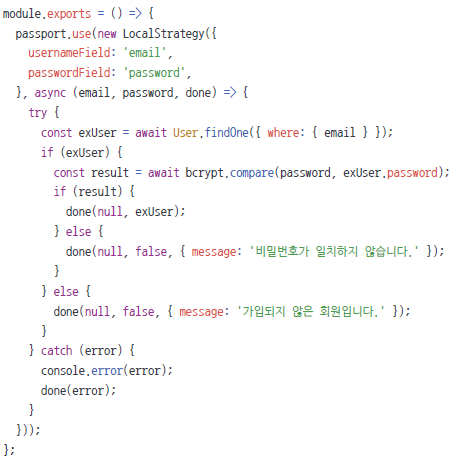 module.exports = () => {
  passport.use(new LocalStrategy({
    usernameField: 'email',
    passwordField: 'password',
  }, async (email, password, done) => {
    try {
      const exUser = await User.findOne({ where: { email } });
      if (exUser) {
        const result = await bcrypt.compare(password, exUser.password);
        if (result) {
          done(null, exUser);
        } else {
          done(null, false, { message: '비밀번호가 일치하지 않습니다.' });
        }
      } else {
        done(null, false, { message: '가입되지 않은 회원입니다.' });
      }
    } catch (error) {
      console.error(error);
      done(error);
    }
  }));
};